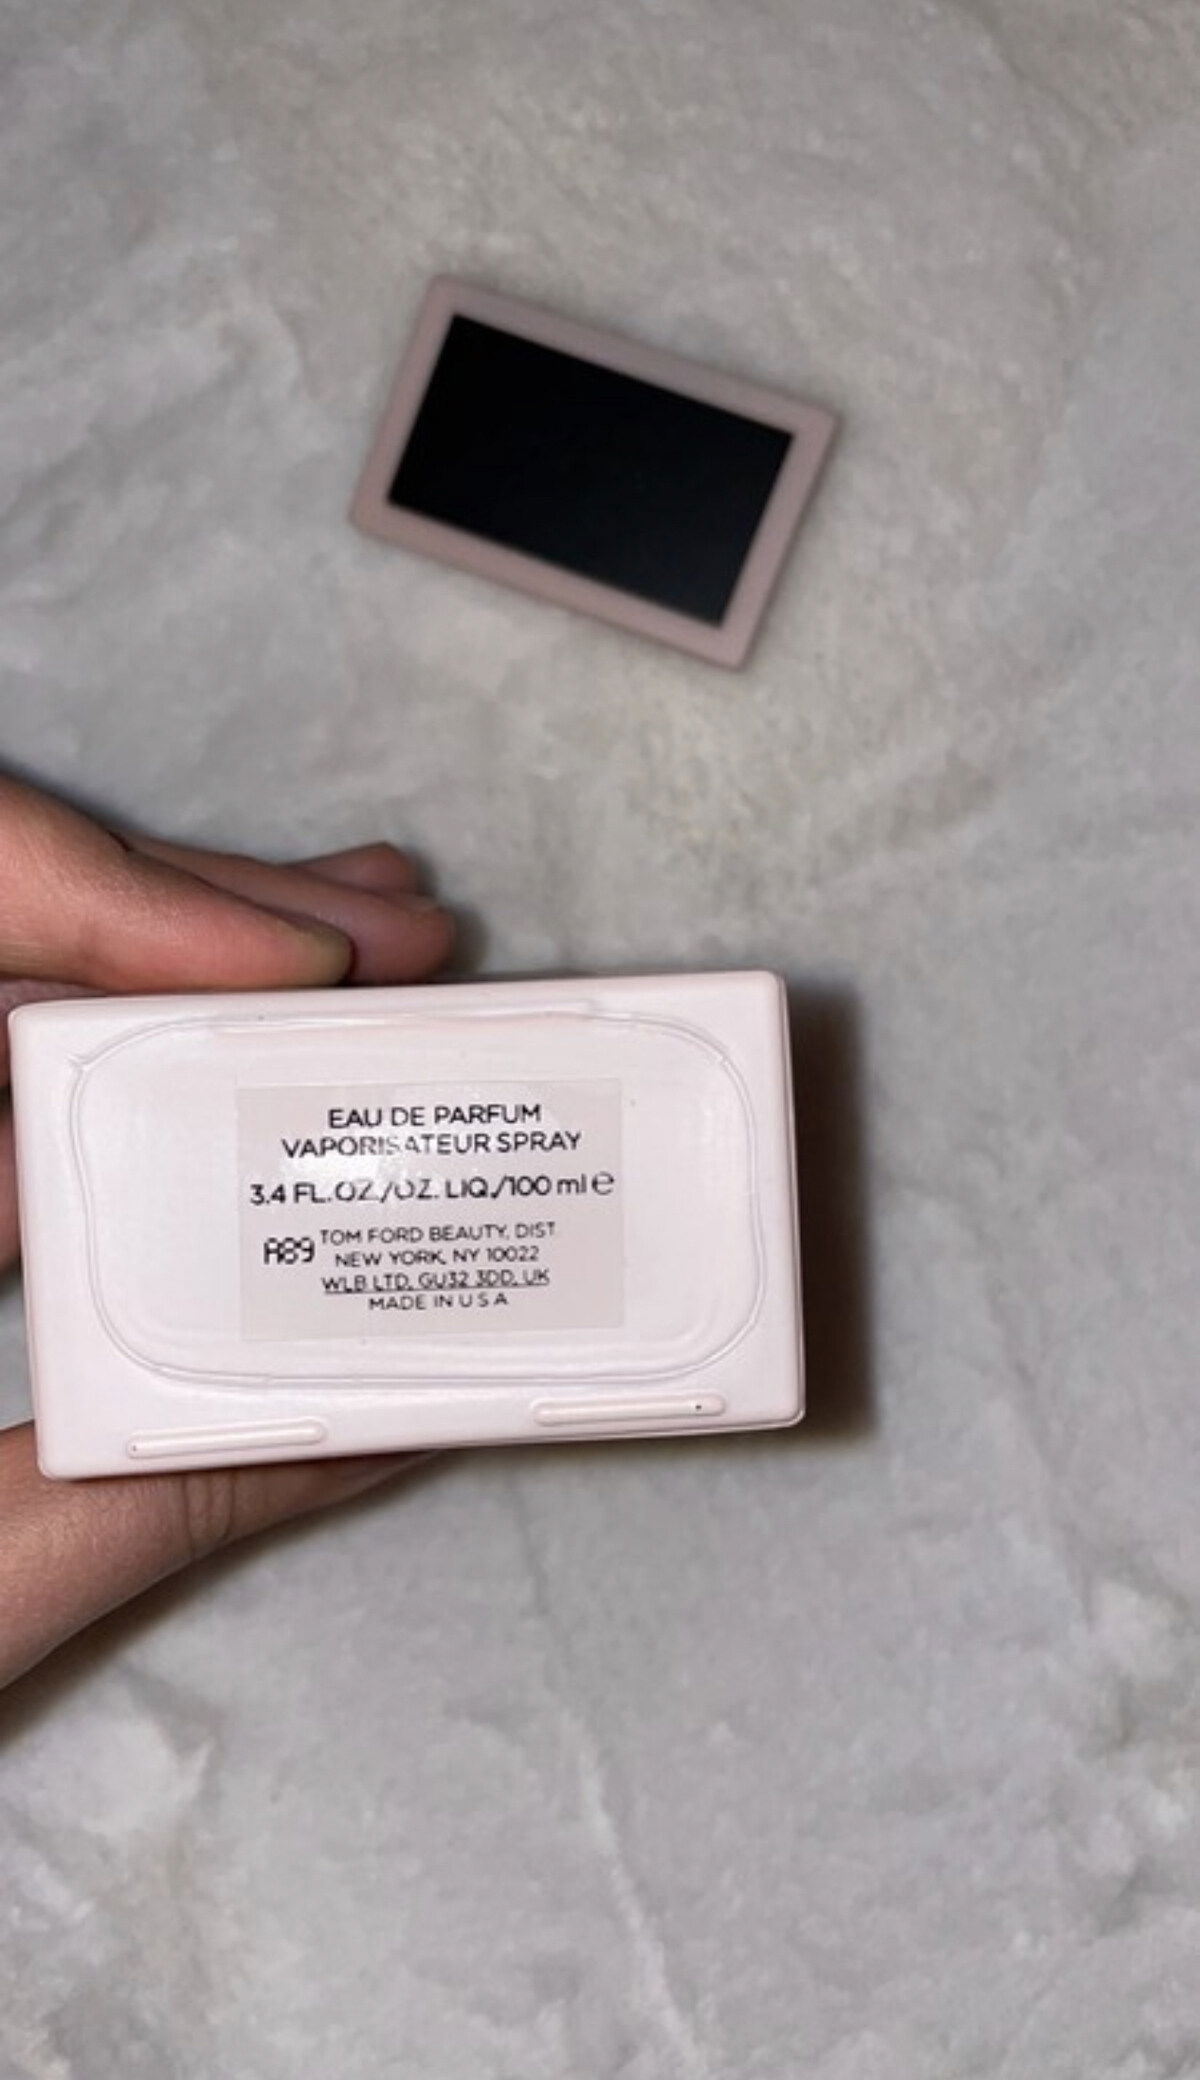 EAU DE PARFUM
VAPORISATEUR SPRAY
3.4 FL.OZ./OZ. LIQ./100 ml ℮
A89 TOM FORD BEAUTY, DIST.
NEW YORK, NY 10022
WLB LTD, GU32 3DD, UK
MADE IN U S A